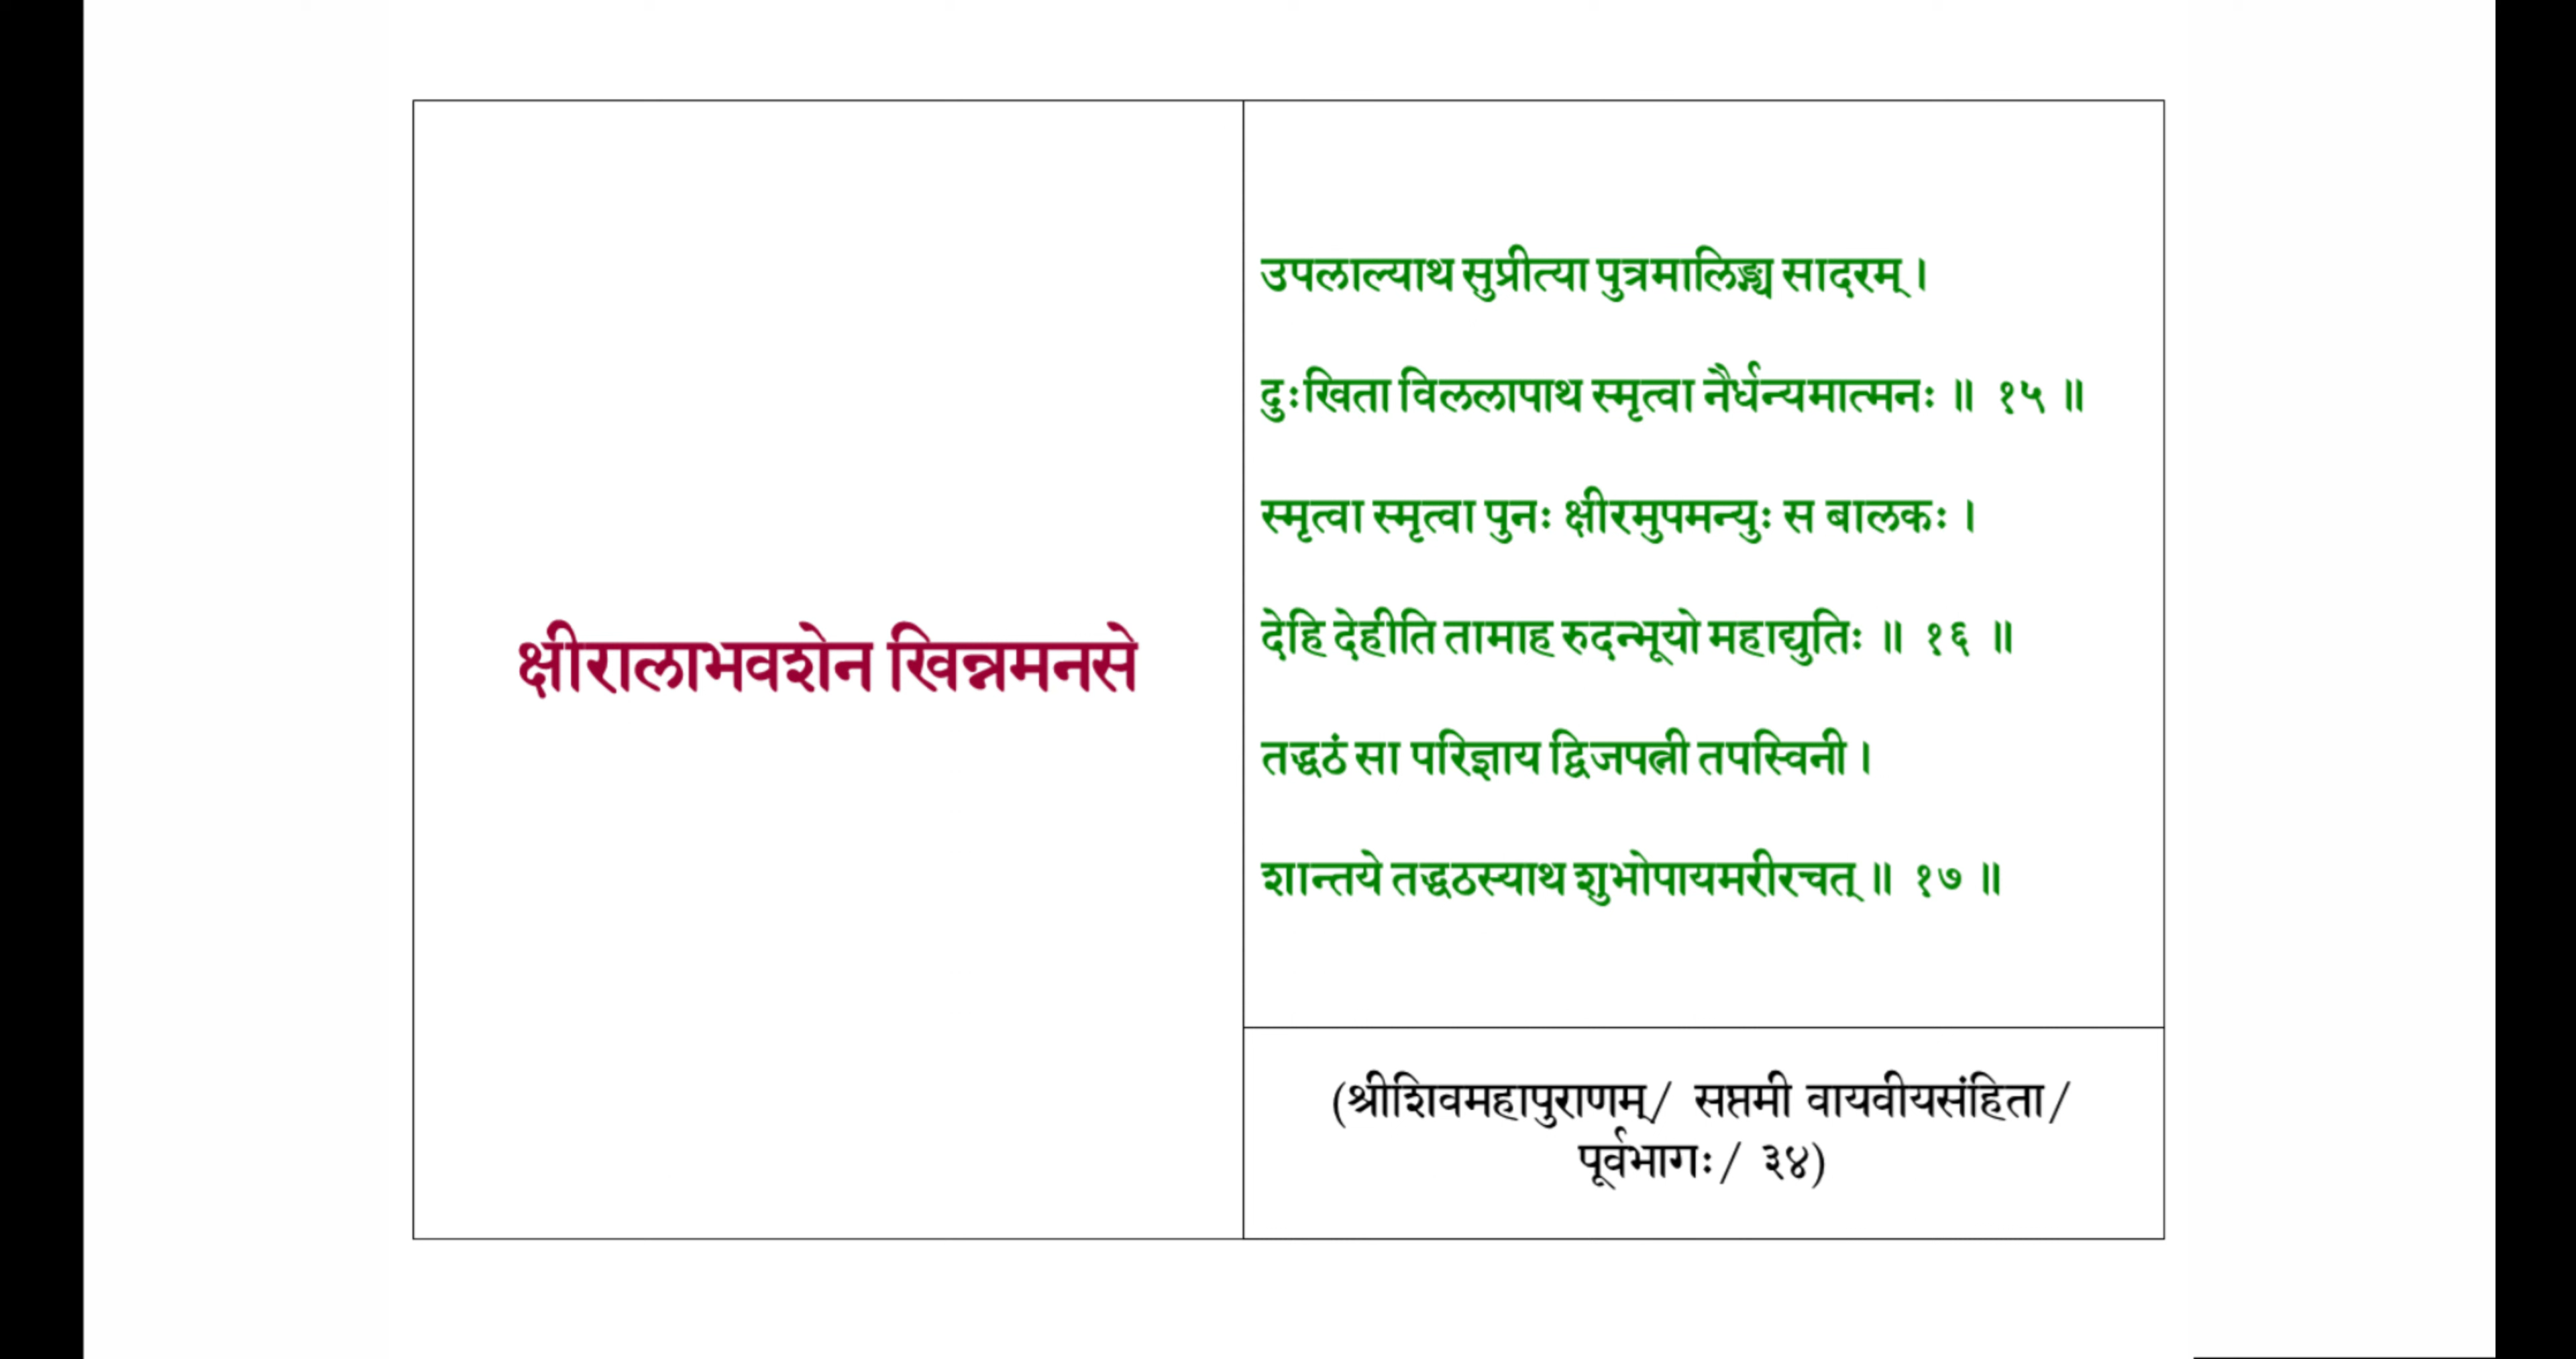 क्षीरालाभवशेन खिन्नमनसे
उपलाल्याथ सुप्रीत्या पुत्रमालिङ्ग्य सादरम् ।
दुःखिता विललापाथ स्मृत्वा नैर्धन्यमात्मनः ॥ १५ ॥
स्मृत्वा स्मृत्वा पुनः क्षीरमुपमन्युः स बालकः ।
देहि देहीति तामाह रुदन्भूयो महाद्युतिः ॥ १६ ॥
तद्धठं सा परिज्ञाय द्विजपत्नी तपस्विनी ।
शान्तये तद्धठस्याथ शुभोपायमरीरचत् ॥ १७ ॥
(श्रीशिवमहापुराणम्/ सप्तमी वायवीयसंहिता/
पूर्वभागः/ ३४)